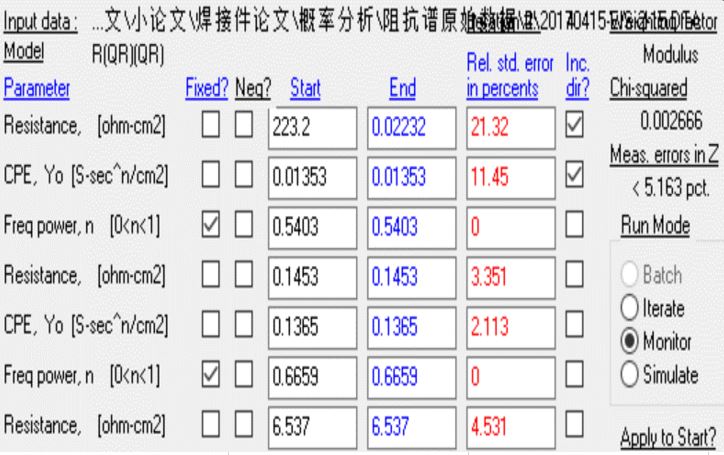 Input data : ...文\小论文\焊接件论文\概率分析\阻抗谱原始数据\2\20170415-E/S-Z1E.DFA
Model R(QR)(QR)
Weighting factor
Modulus
Parameter Fixed? Neg? Start End Rel. std. error in percents Inc. dir? Chi-squared
Resistance, [ohm-cm2] 223.2 0.02232 21.32 0.002666
Meas. errors in Z
CPE, Yo [S-sec^n/cm2] 0.01353 0.01353 11.45 < 5.163 pct.
Freq power, n [0<n<1] 0.5403 0.5403 0 Run Mode
Resistance, [ohm-cm2] 0.1453 0.1453 3.351 Batch
Iterate
CPE, Yo [S-sec^n/cm2] 0.1365 0.1365 2.113 Monitor
Freq power, n [0<n<1] 0.6659 0.6659 0 Simulate
Resistance, [ohm-cm2] 6.537 6.537 4.531 Apply to Start?